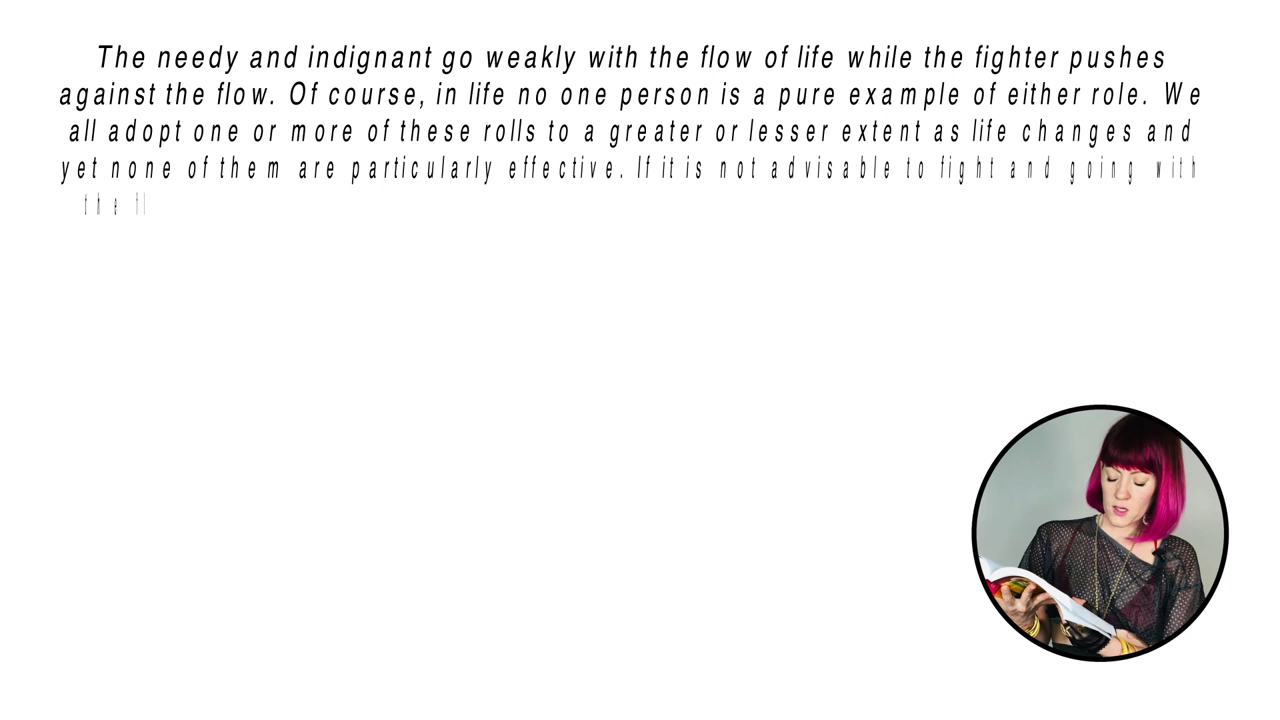 The needy and indignant go weakly with the flow of life while the fighter pushes
against the flow. Of course, in life no one person is a pure example of either role. We
all adopt one or more of these rolls to a greater or lesser extent as life changes and
yet none of them are particularly effective. If it is not advisable to fight and going with
the fl